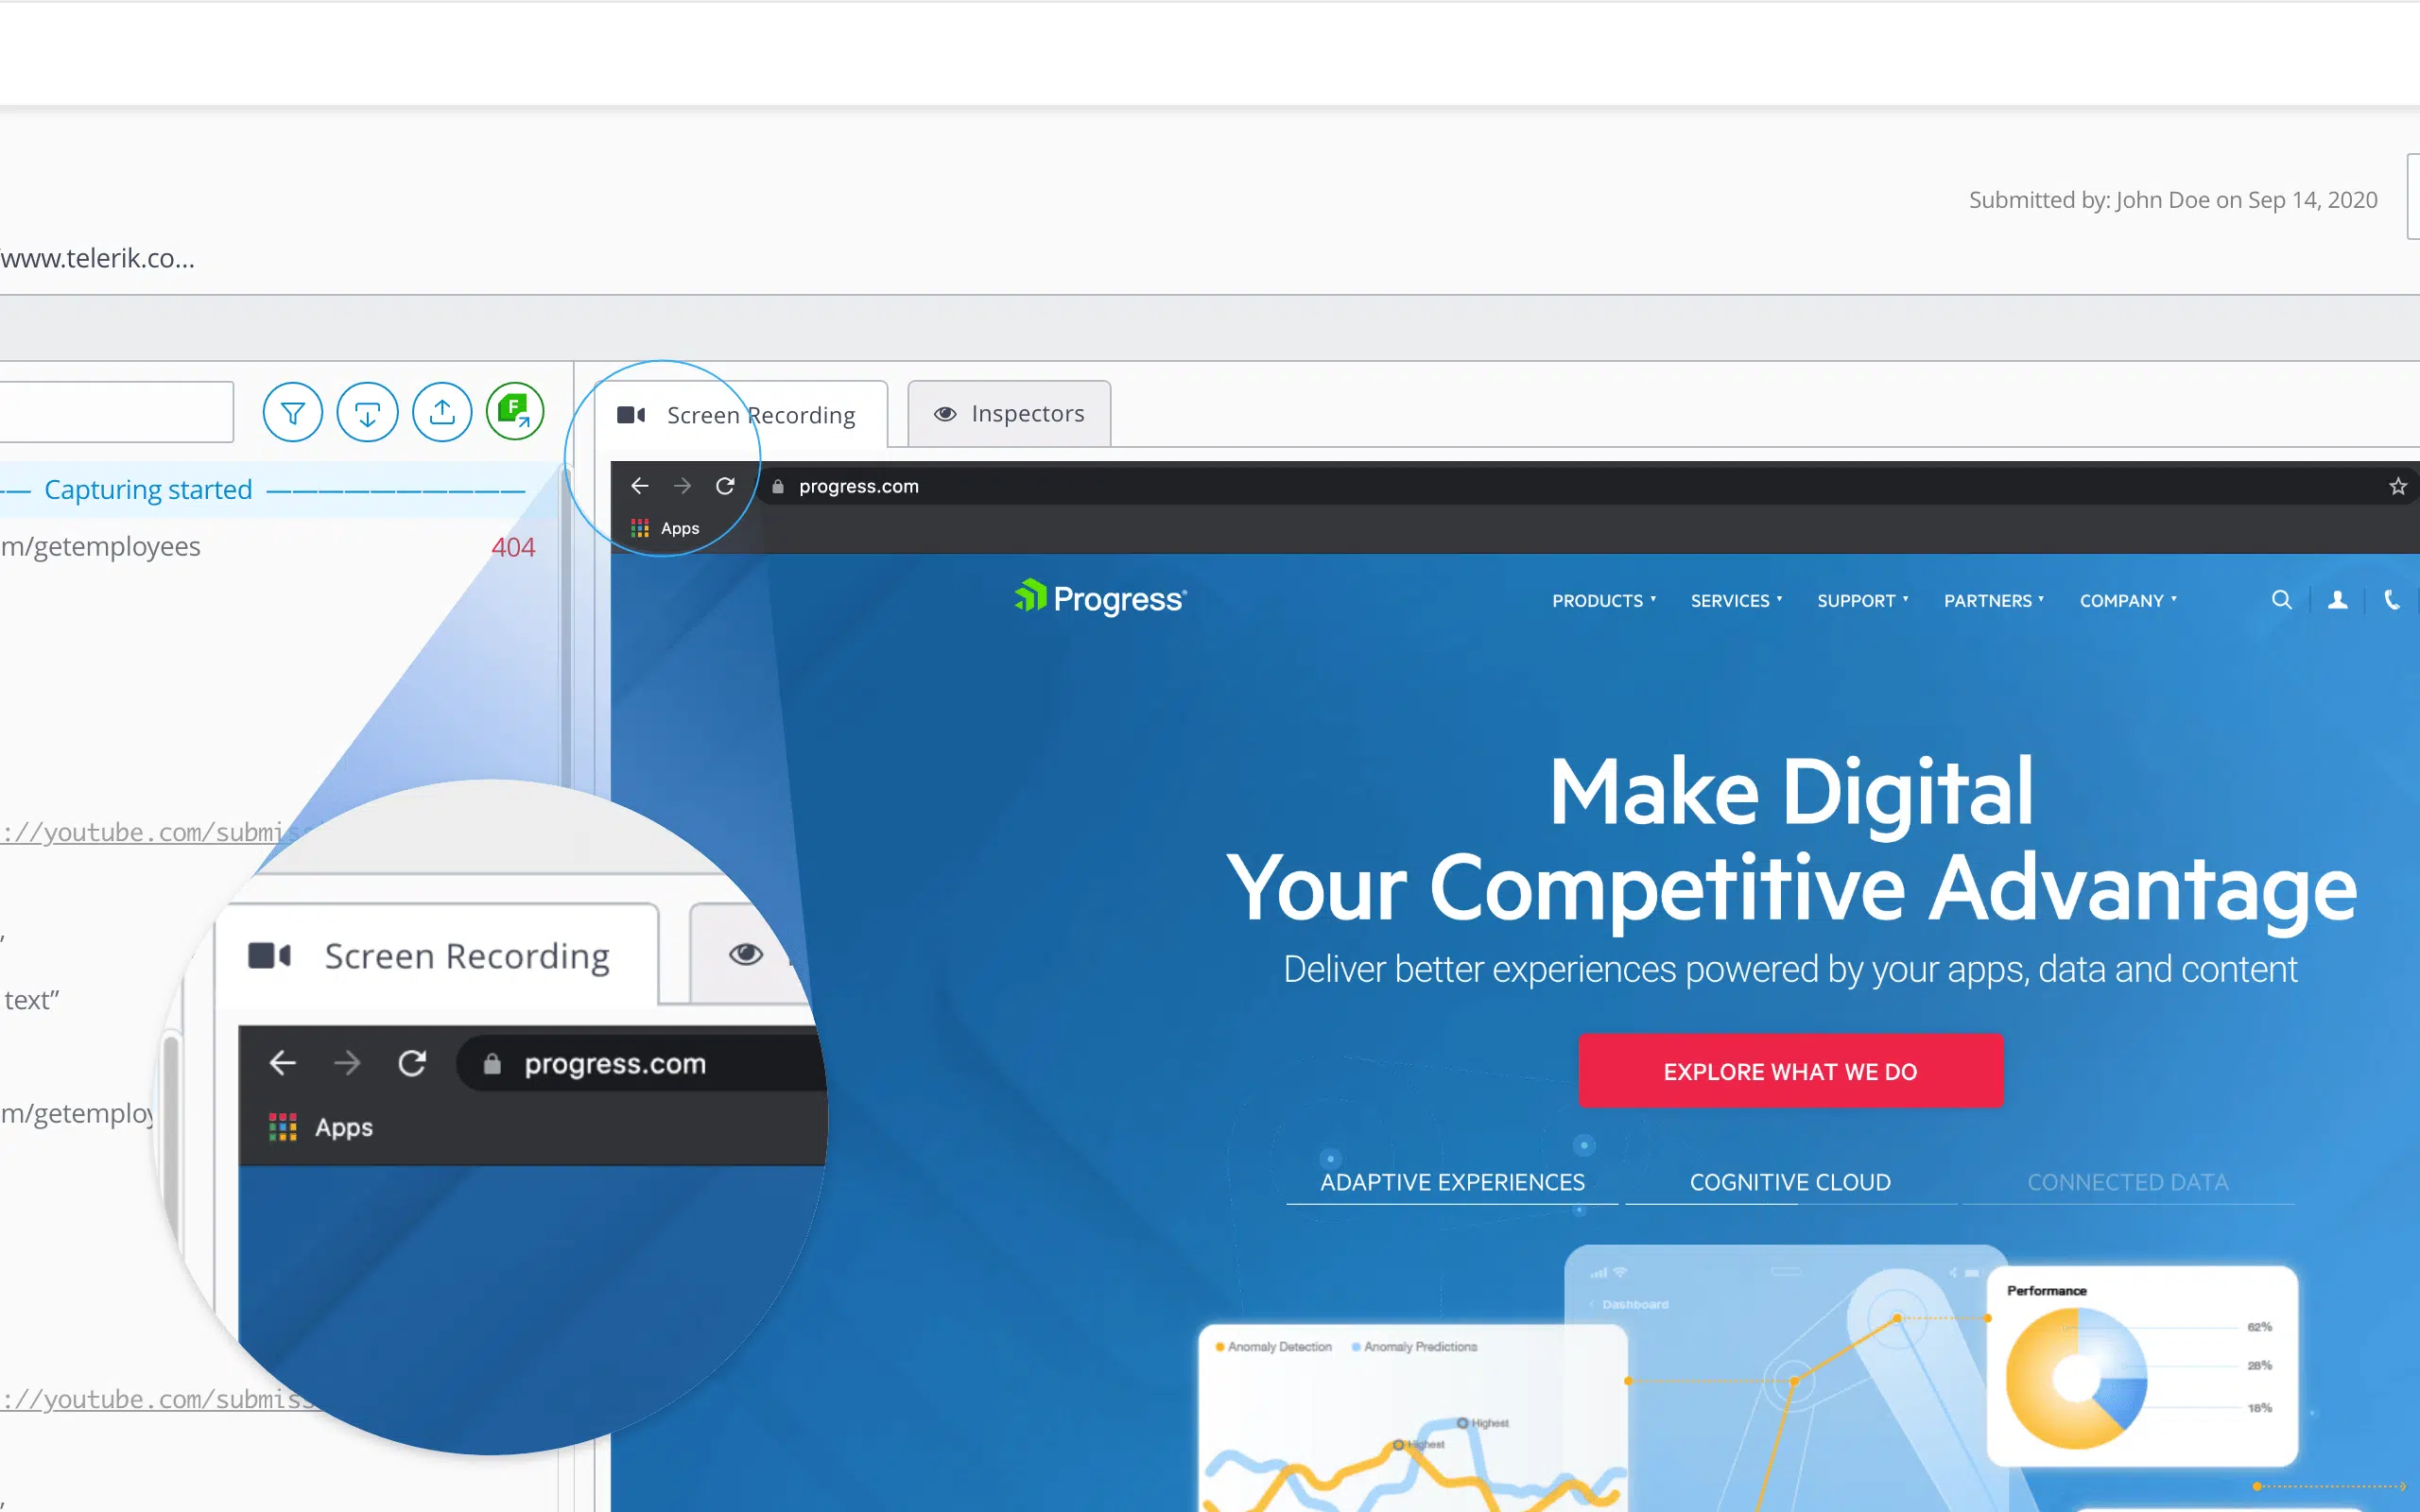 Submitted by: John Doe on Sep 14, 2020
/www.telerik.co...
Screen Recording
Inspectors
Capturing started
progress.com
m/getemployees
404
Apps
Progress
PRODUCTS
SERVICES
SUPPORT
PARTNERS
COMPANY
Make Digital
Your Competitive Advantage
Deliver better experiences powered by your apps, data and content
EXPLORE WHAT WE DO
ADAPTIVE EXPERIENCES
COGNITIVE CLOUD
CONNECTED DATA
://youtube.com/submiss
Screen Recording
text”
progress.com
m/getemploy
Apps
://youtube.com/submiss
Dashboard
Performance
62%
28%
18%
Anomaly Detection
Anomaly Predictions
Highest
Highest